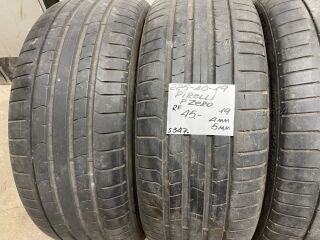 225-40-19
PIRELLI
P ZERO
RF 19
45.- 4MM
5MM
5347.